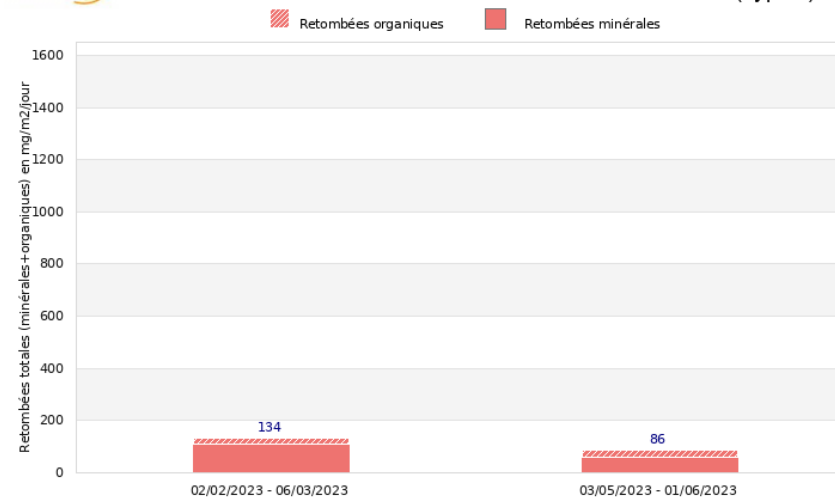 Retombées organiques
Retombées minérales
Retombées totales (minérales+organiques) en mg/m2/jour
1600
1400
1200
1000
800
600
400
200
0
134
86
02/02/2023 - 06/03/2023
03/05/2023 - 01/06/2023